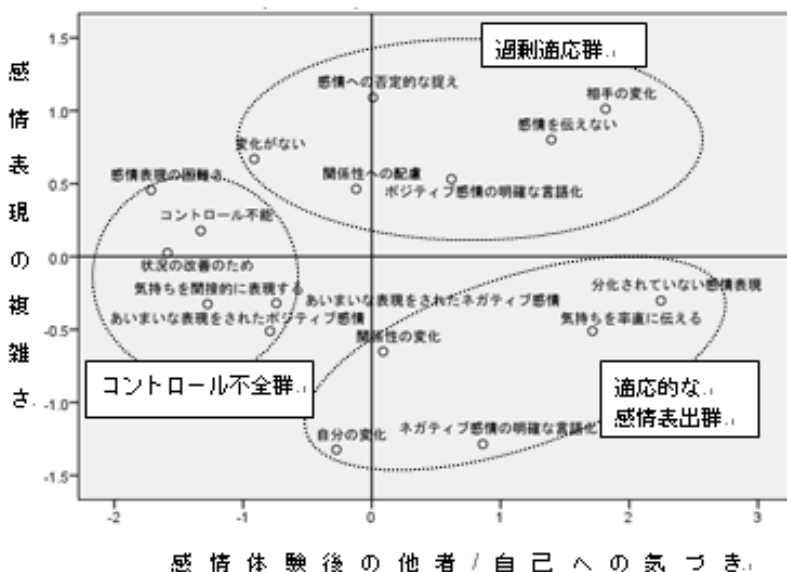 感情表現の複雑さ
1.5
1.0
0.5
0.0
-0.5
-1.0
-1.5
過剰適応群
感情への否定的な捉え
相手の変化
感情を伝えない
変化がない
関係性への配慮
ポジティブ感情の明確な言語化
感情表現の困難さ
コントロール不能
状況の改善のため
気持ちを間接的に表現する
あいまいな表現をされたネガティブ感情
分化されていない感情表現
あいまいな表現をされたポジティブ感情
気持ちを率直に伝える
関係性の変化
コントロール不全群
適応的な
感情表出群
自分の変化
ネガティブ感情の明確な言語化
-2
-1
0
1
2
3
感情体験後の他者/自己への気づき